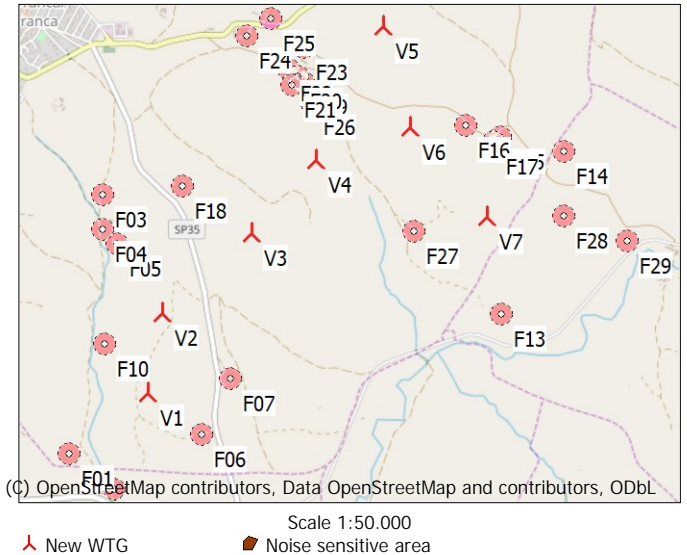 ranca
V5
F25
F24
F23
F21
F26
V6
F16
F17
F14
V4
F03
F18
SP35
F04
F05
V3
F27
V7
F28
F29
V2
F13
F10
F07
V1
F06
F01
(C) OpenStreetMap contributors, Data OpenStreetMap and contributors, ODbL
Scale 1:50.000
New WTG
Noise sensitive area